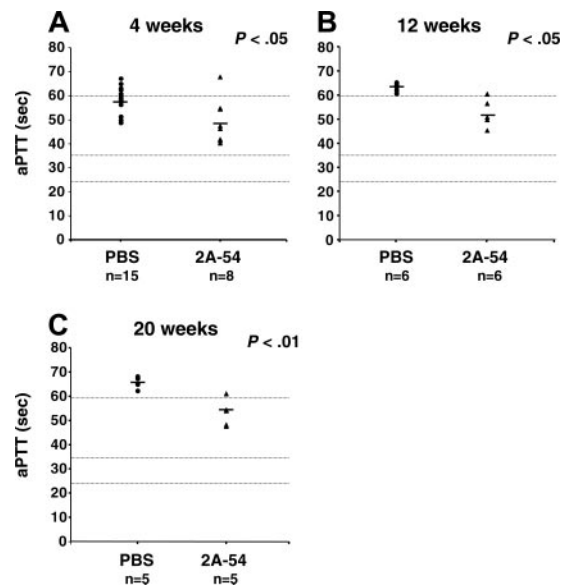 A
4 weeks
P < .05
80
70
60
50
40
30
20
10
0
aPTT (sec)
PBS
2A-54
n=15
n=8
B
12 weeks
P < .05
80
70
60
50
40
30
20
10
0
PBS
2A-54
n=6
n=6
C
20 weeks
P < .01
80
70
60
50
40
30
20
10
0
aPTT (sec)
PBS
2A-54
n=5
n=5